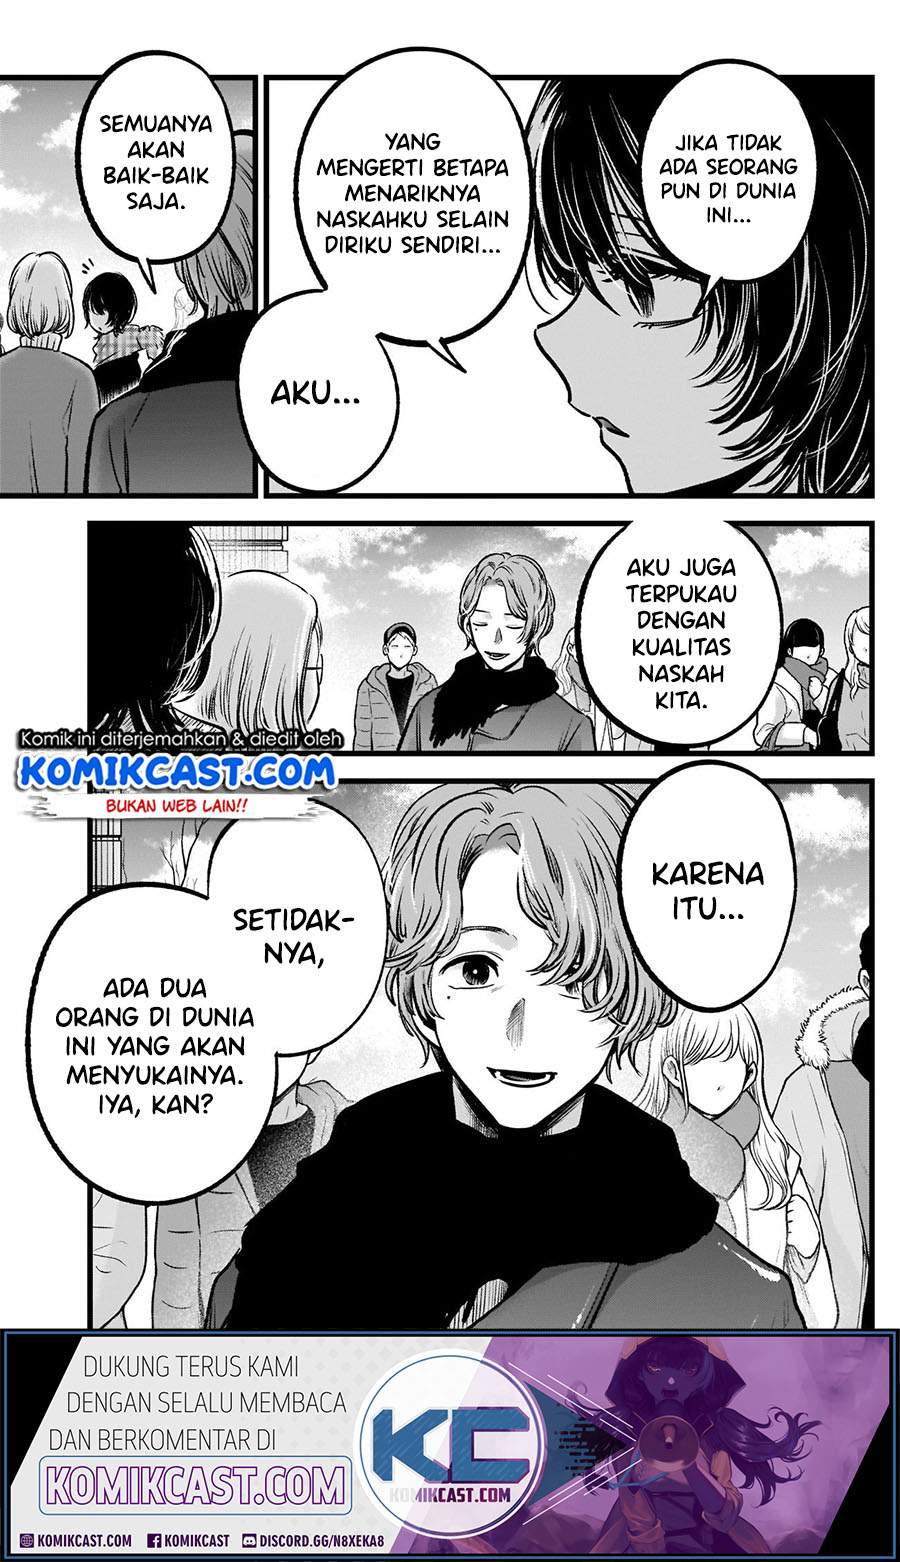 JIKA TIDAK
ADA SEORANG
PUN DI DUNIA
INI...
YANG
MENGERTI BETAPA
MENARIKNYA
NASKAHKU SELAIN
DIRIKU SENDIRI...
AKU...
SEMUANYA
AKAN
BAIK-BAIK
SAJA.
AKU JUGA
TERPUKAU
DENGAN
KUALITAS
NASKAH
KITA.
Komik ini diterjemahkan & diedit oleh
KOMIKCAST.COM
BUKAN WEB LAIN!!
KARENA
ITU...
SETIDAK-
NYA,
ADA DUA
ORANG DI DUNIA
INI YANG AKAN
MENYUKAINYA.
IYA, KAN?
DUKUNG TERUS KAMI
DENGAN SELALU MEMBACA
DAN BERKOMENTAR DI
KOMIKCAST.COM
KOMIKCAST.COM
KOMIKCAST
DISCORD.GG/N8XEKA8
KC
KOMIKCAST.COM